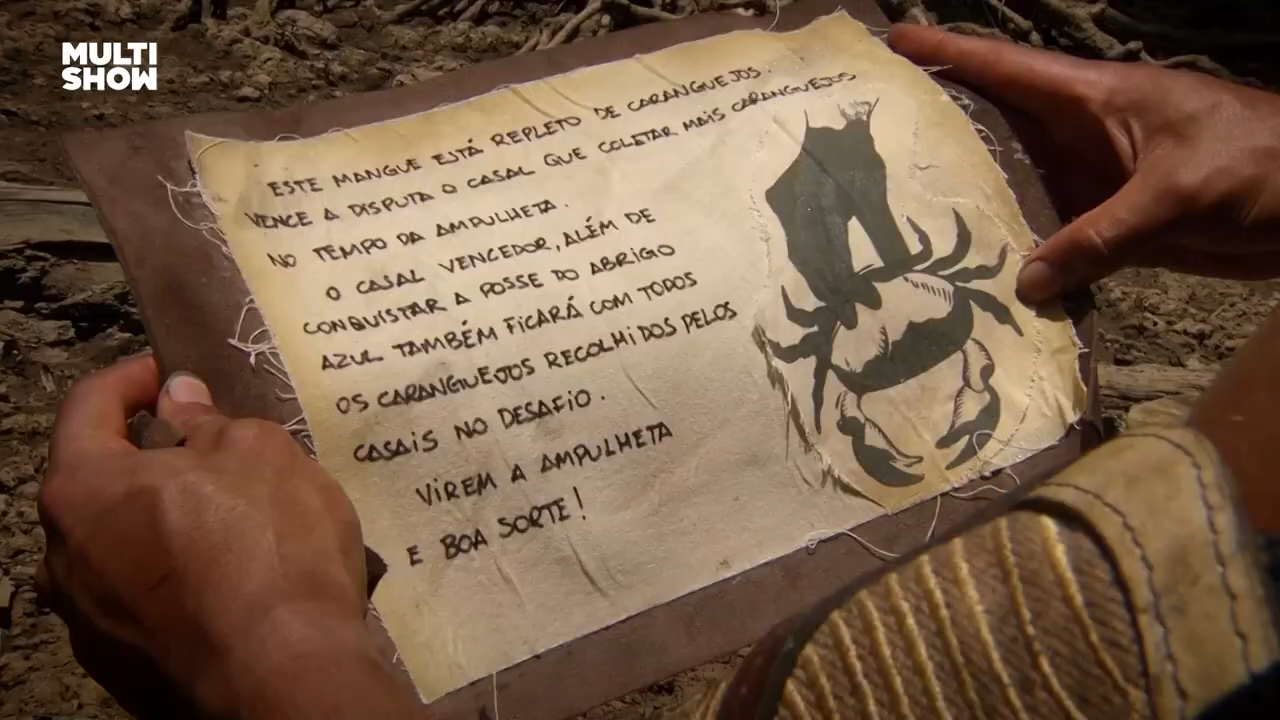 MULTI
SHOW
ESTE MANGUE ESTÁ REPLETO DE CARANGUEJOS.
VENCE A DISPUTA O CASAL QUE COLETAR MAIS CARANGUEJOS
NO TEMPO DA AMPULHETA.
O CASAL VENCEDOR, ALÉM DE
CONQUISTAR A POSSE DO ABRIGO
AZUL TAMBÉM FICARÁ COM TODOS
OS CARANGUEJOS RECOLHIDOS PELOS
CASAIS NO DESAFIO.
VIREM A AMPULHETA
E BOA SORTE!